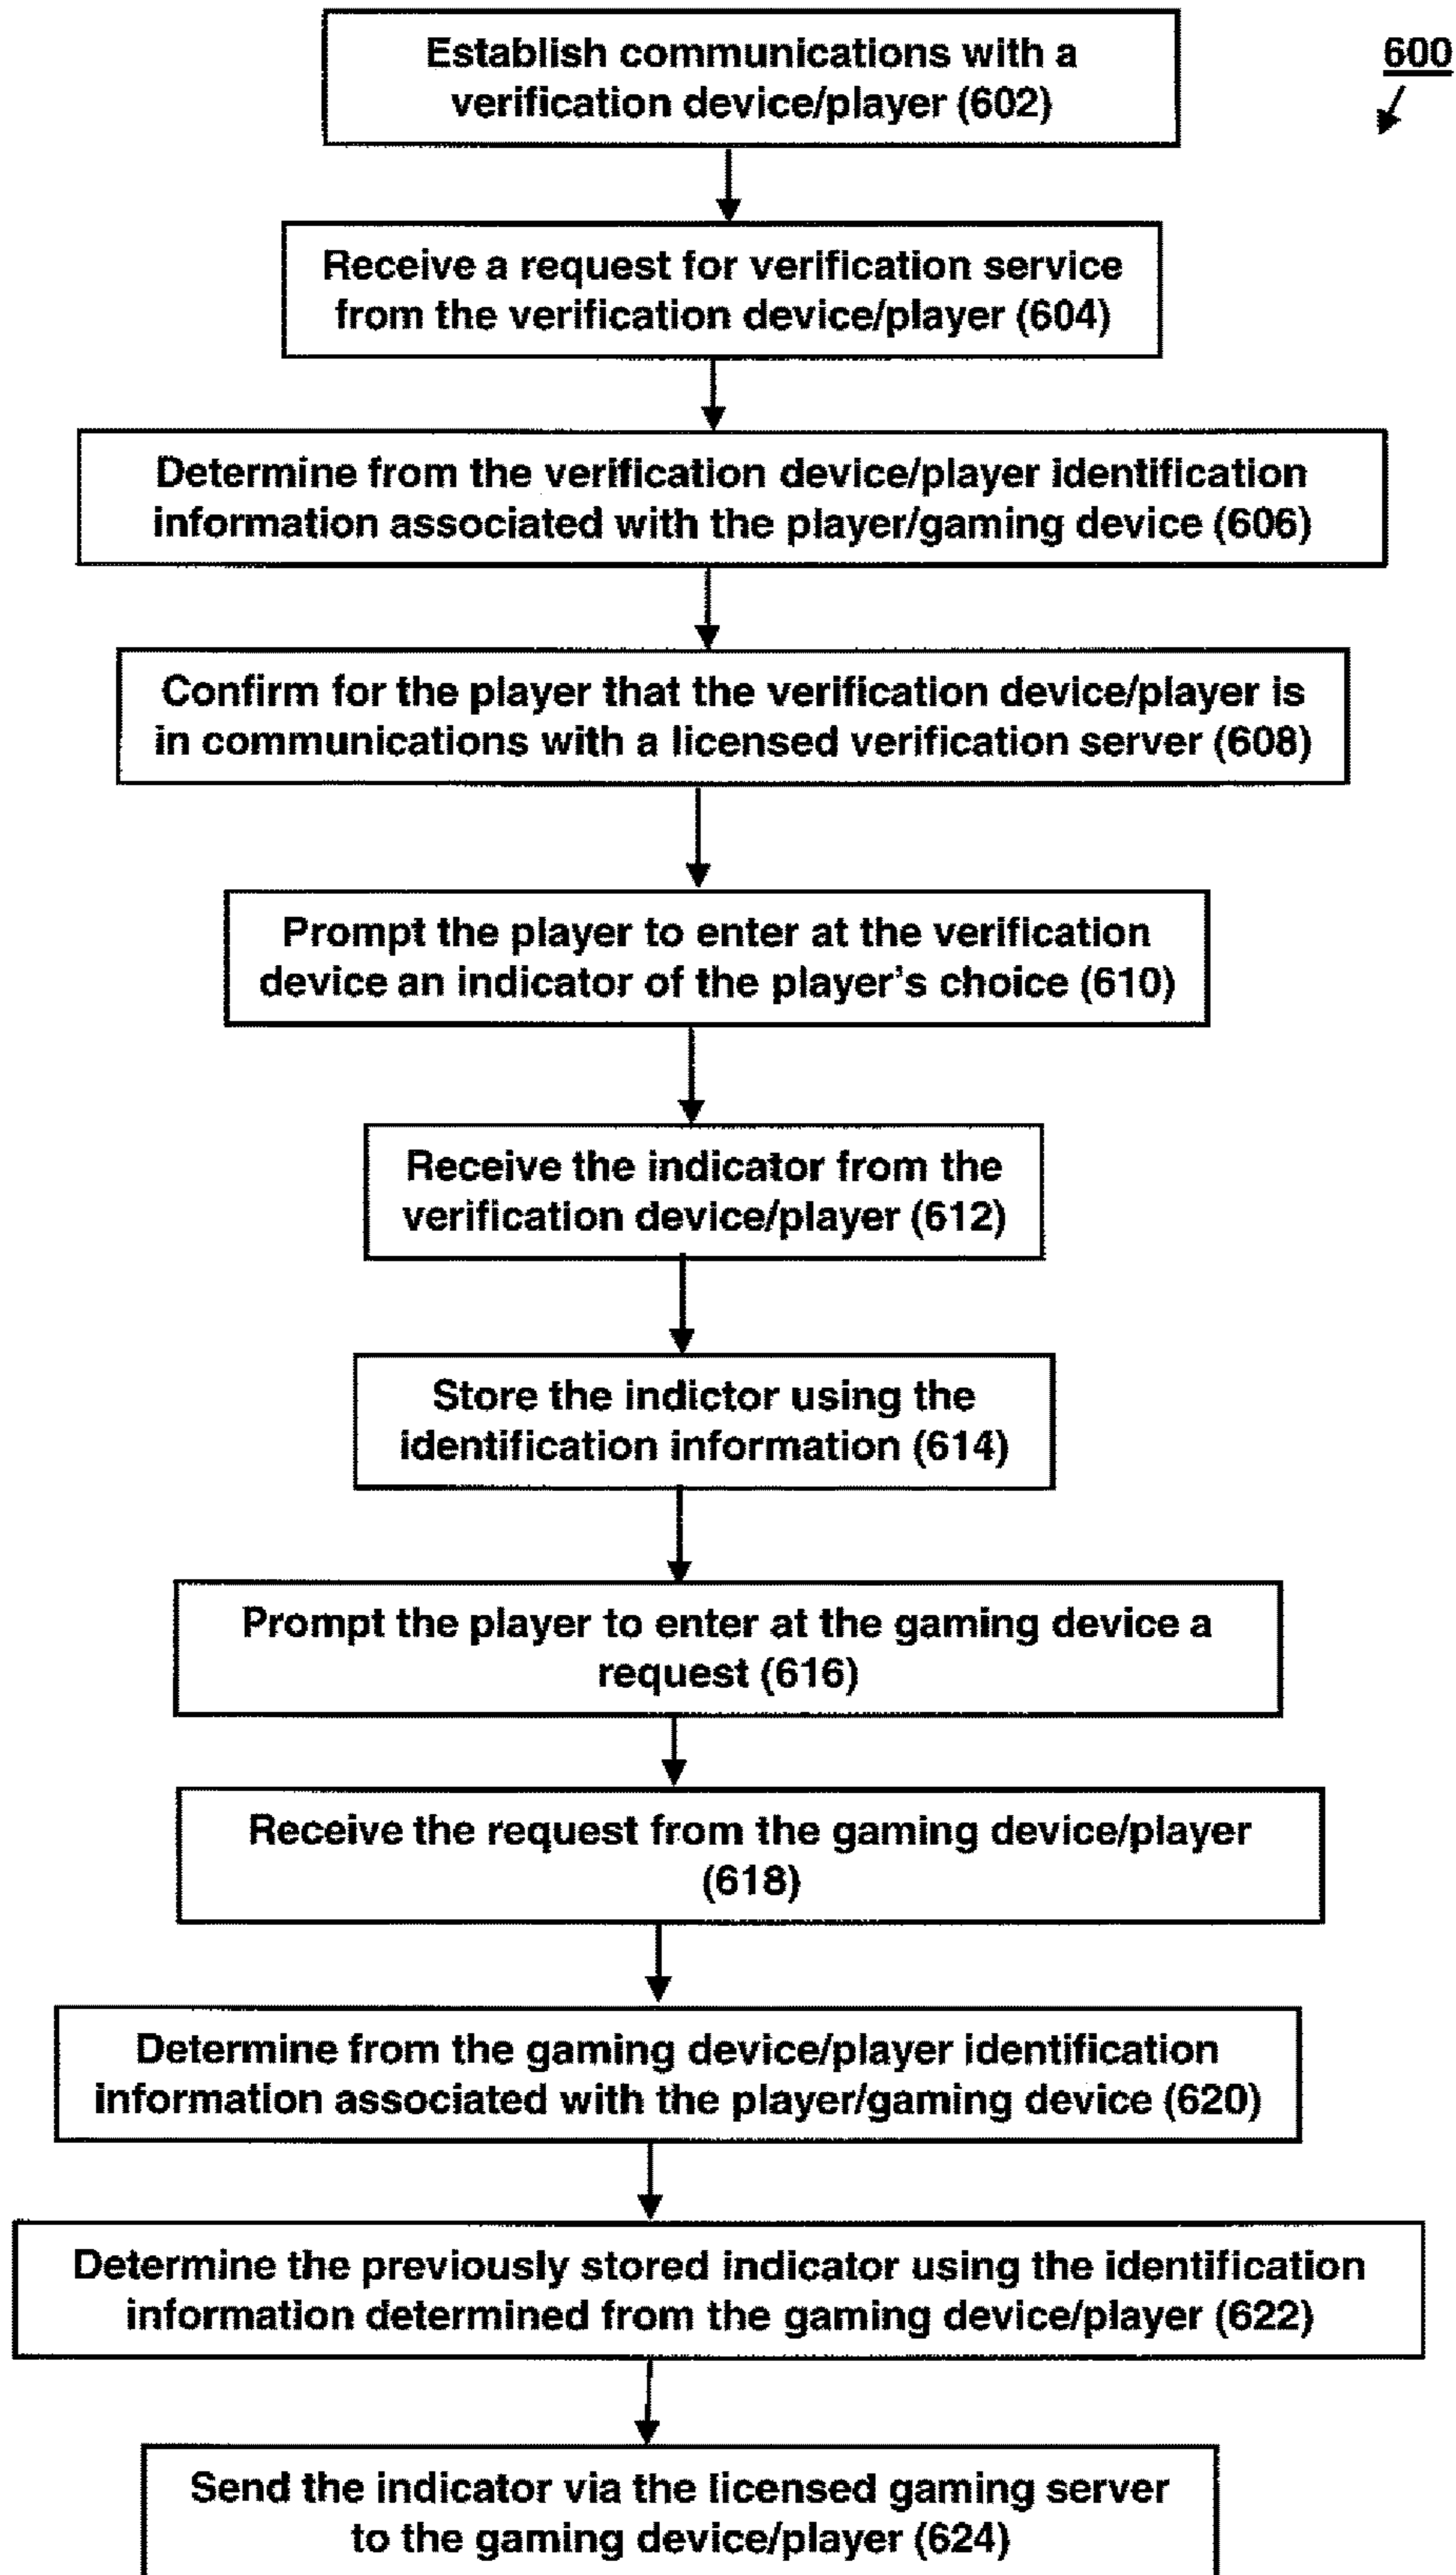 Establish communications with a
verification device/player (602)
600
Receive a request for verification service
from the verification device/player (604)
Determine from the verification device/player identification
information associated with the player/gaming device (606)
Confirm for the player that the verification device/player is
in communications with a licensed verification server (608)
Prompt the player to enter at the verification
device an indicator of the player's choice (610)
Receive the indicator from the
verification device/player (612)
Store the indictor using the
identification information (614)
Prompt the player to enter at the gaming device a
request (616)
Receive the request from the gaming device/player
(618)
Determine from the gaming device/player identification
information associated with the player/gaming device (620)
Determine the previously stored indicator using the identification
information determined from the gaming device/player (622)
Send the indicator via the licensed gaming server
to the gaming device/player (624)